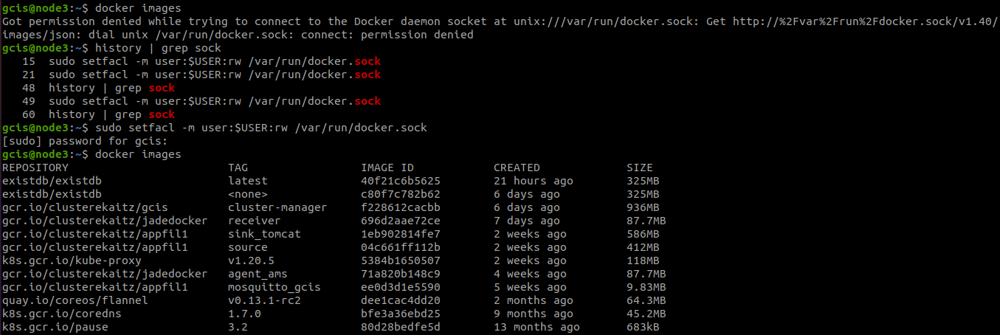 gcis@node3:~$ docker images
Got permission denied while trying to connect to the Docker daemon socket at unix:///var/run/docker.sock: Get http://%2Fvar%2Frun%2Fdocker.sock/v1.40/
images/json: dial unix /var/run/docker.sock: connect: permission denied
gcis@node3:~$ history | grep sock
15 sudo setfacl -m user:$USER:rw /var/run/docker.sock
21 sudo setfacl -m user:$USER:rw /var/run/docker.sock
48 history | grep sock
49 sudo setfacl -m user:$USER:rw /var/run/docker.sock
60 history | grep sock
gcis@node3:~$ sudo setfacl -m user:$USER:rw /var/run/docker.sock
[sudo] password for gcis:
gcis@node3:~$ docker images
REPOSITORY TAG IMAGE ID CREATED SIZE
existdb/existdb latest 40f21c6b5625 21 hours ago 325MB
existdb/existdb <none> c80f7c782b62 6 days ago 325MB
gcr.io/clusterekaitz/gcis cluster-manager f228612cacbb 6 days ago 936MB
gcr.io/clusterekaitz/jadedocker receiver 696d2aae72ce 7 days ago 87.7MB
gcr.io/clusterekaitz/appfil1 sink_tomcat 1eb902814fe7 2 weeks ago 586MB
gcr.io/clusterekaitz/appfil1 source 04c661ff112b 2 weeks ago 412MB
k8s.gcr.io/kube-proxy v1.20.5 5384b1650507 2 weeks ago 118MB
gcr.io/clusterekaitz/jadedocker agent_ams 71a820b148c9 4 weeks ago 87.7MB
gcr.io/clusterekaitz/appfil1 mosquitto_gcis ee0d3d1e5590 5 weeks ago 9.83MB
quay.io/coreos/flannel v0.13.1-rc2 dee1cac4dd20 2 months ago 64.3MB
k8s.gcr.io/coredns 1.7.0 bfe3a36ebd25 9 months ago 45.2MB
k8s.gcr.io/pause 3.2 80d28bedfe5d 13 months ago 683kB